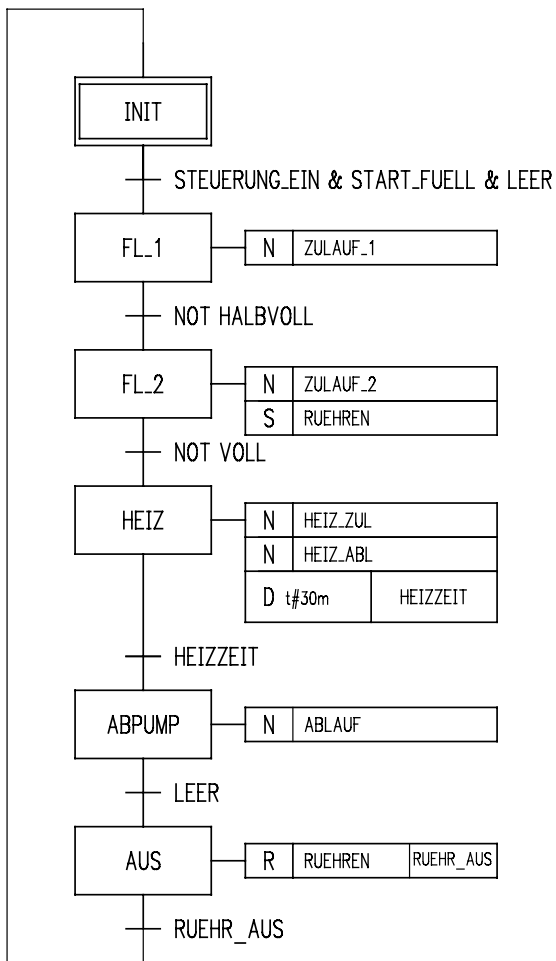 INIT
STEUERUNG_EIN & START_FUELL & LEER
FL_1 N ZULAUF_1
NOT HALBVOLL
FL_2 N ZULAUF_2
S RUEHREN
NOT VOLL
HEIZ N HEIZ_ZUL
N HEIZ_ABL
D t#30m HEIZZEIT
HEIZZEIT
ABPUMP N ABLAUF
LEER
AUS R RUEHREN RUEHR_AUS
RUEHR_AUS